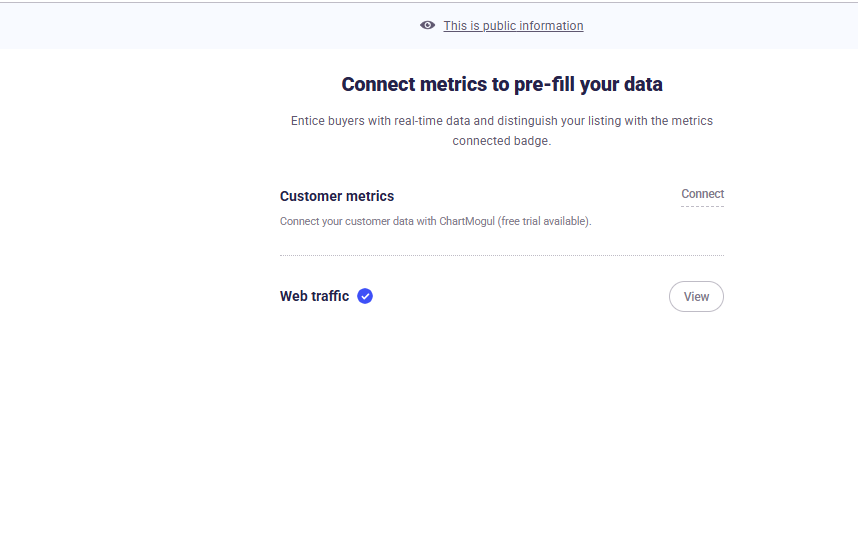 This is public information
Connect metrics to pre-fill your data
Entice buyers with real-time data and distinguish your listing with the metrics
connected badge.
Customer metrics
Connect
Connect your customer data with ChartMogul (free trial available).
Web traffic
View